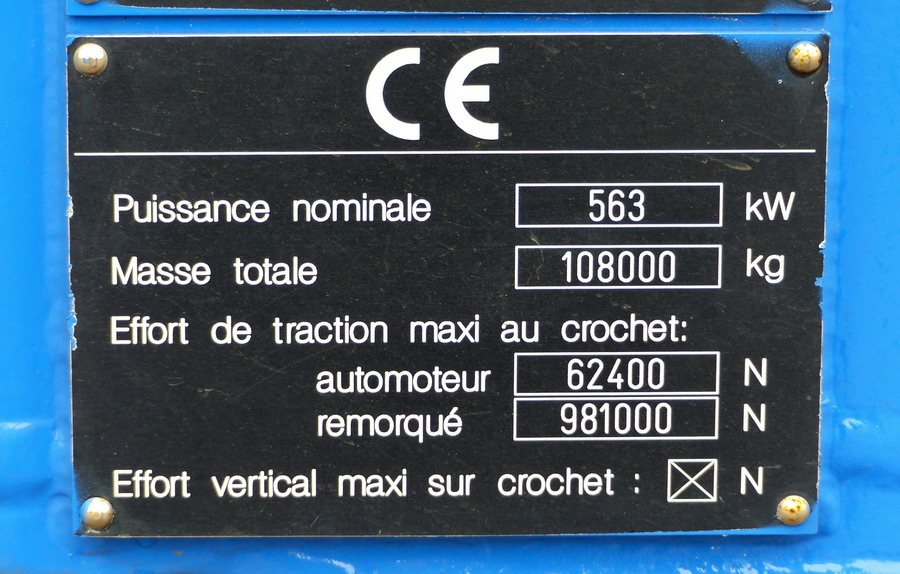 CE
Puissance nominale 563 kW
Masse totale 108000 kg
Effort de traction maxi au crochet:
automoteur 62400 N
remorqué 981000 N
Effort vertical maxi sur crochet : N